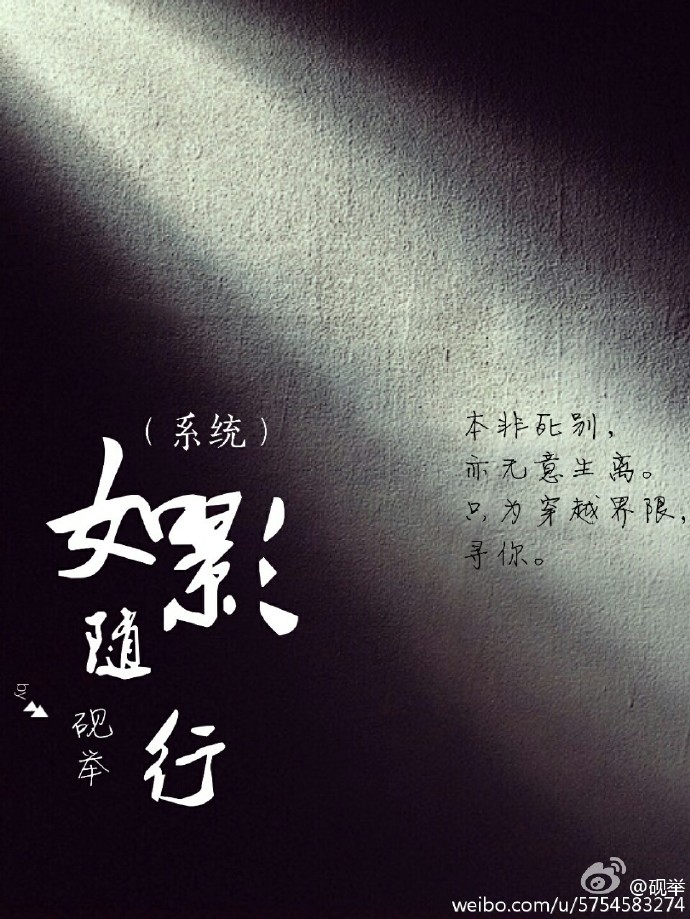 （系统）
如影
随
行
by
砚举
本非死别，
亦无意生离。
只为穿越界限，
寻你。
@砚举
weibo.com/u/5754583274